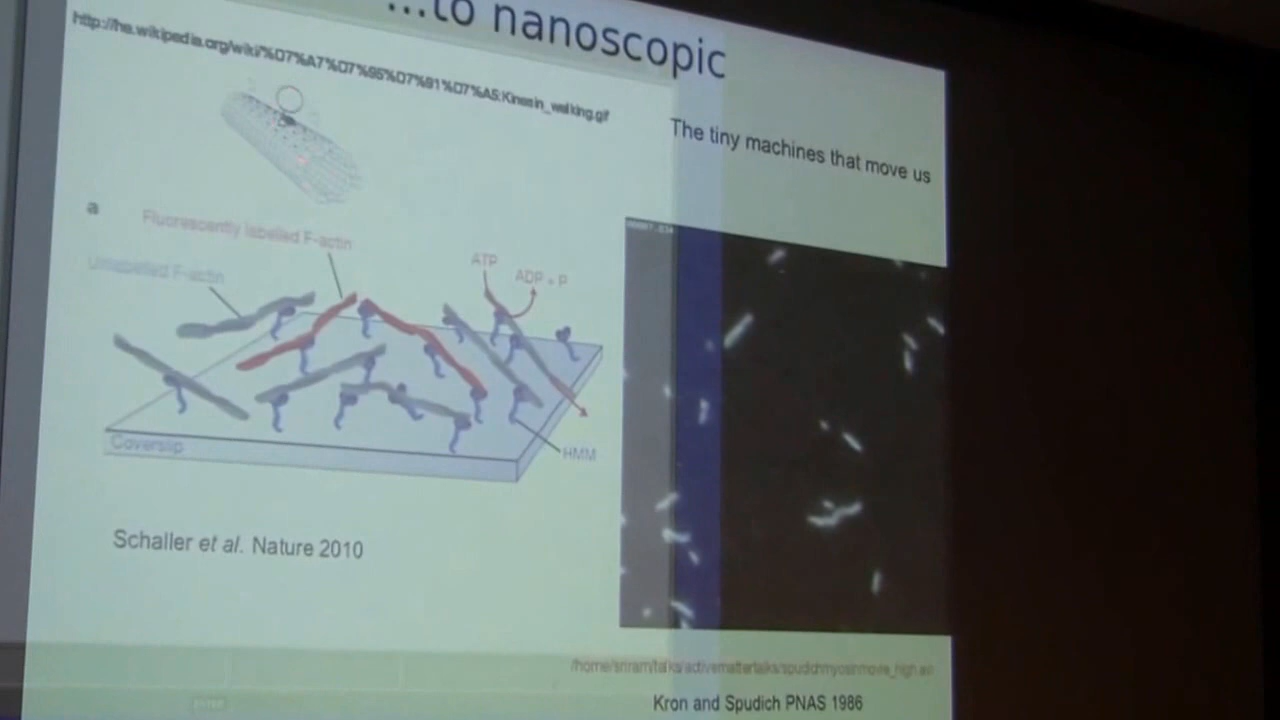 ...to nanoscopic
http://he.wikipedia.org/wiki/%D7%A7%D7%95%D7%91%D7%A5:Kinesin_walking.gif
The tiny machines that move us
a
Fluorescently labelled F-actin
Unlabelled F-actin
ATP
ADP + P
Coverslip
HMM
Schaller et al. Nature 2010
/home/sriram/talks/activemattertalks/spudichmyosinmovie_high.avi
Kron and Spudich PNAS 1986